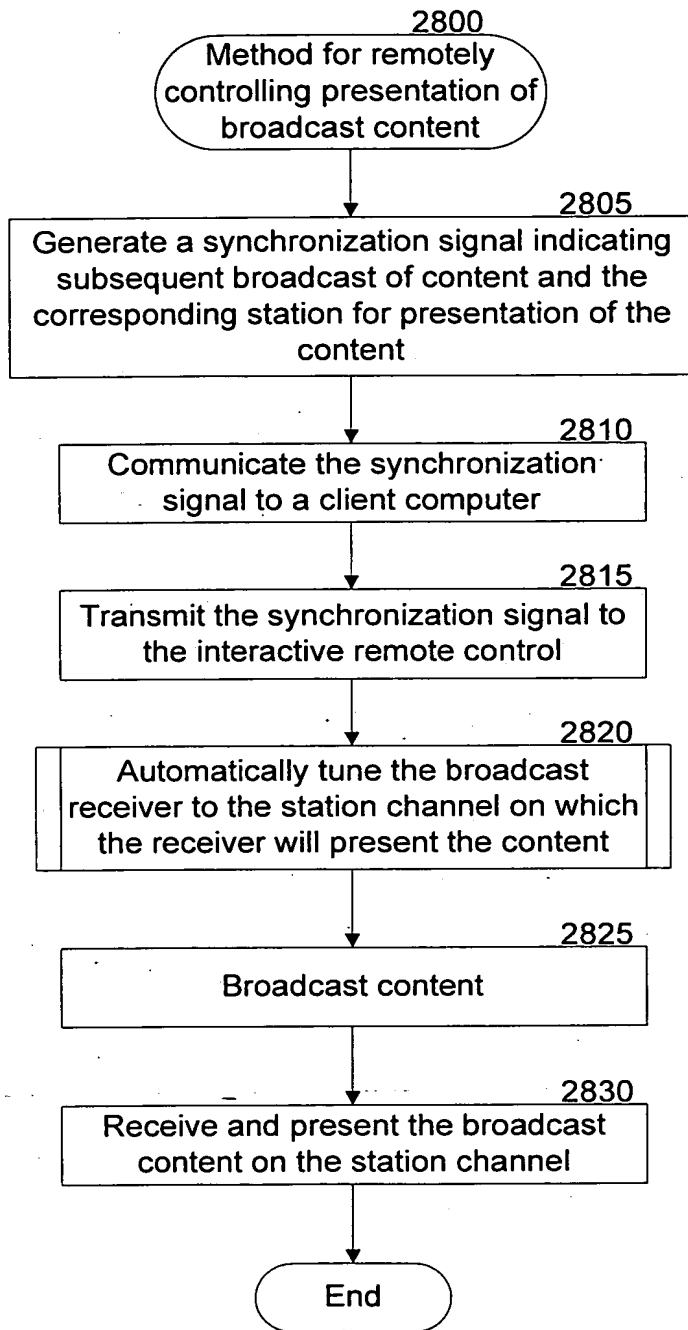 2800
Method for remotely
controlling presentation of
broadcast content
2805
Generate a synchronization signal indicating
subsequent broadcast of content and the
corresponding station for presentation of the
content
2810
Communicate the synchronization
signal to a client computer
2815
Transmit the synchronization signal to
the interactive remote control
2820
Automatically tune the broadcast
receiver to the station channel on which
the receiver will present the content
2825
Broadcast content
2830
Receive and present the broadcast
content on the station channel
End